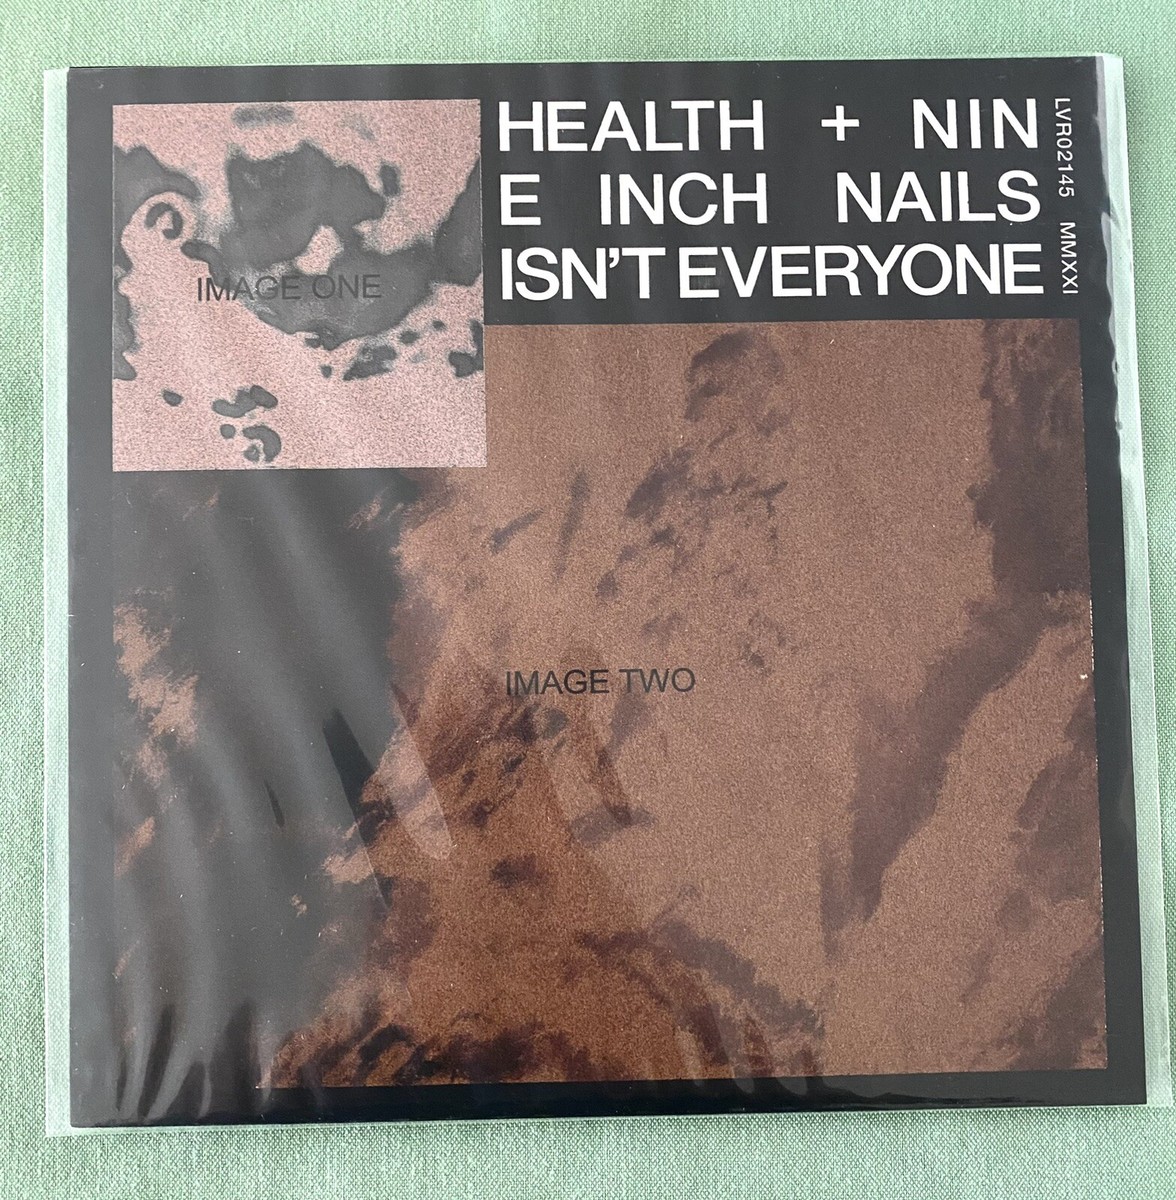 HEALTH + NIN
E INCH NAILS
ISN'T EVERYONE
LVR02145 MMXXI
IMAGE ONE
IMAGE TWO